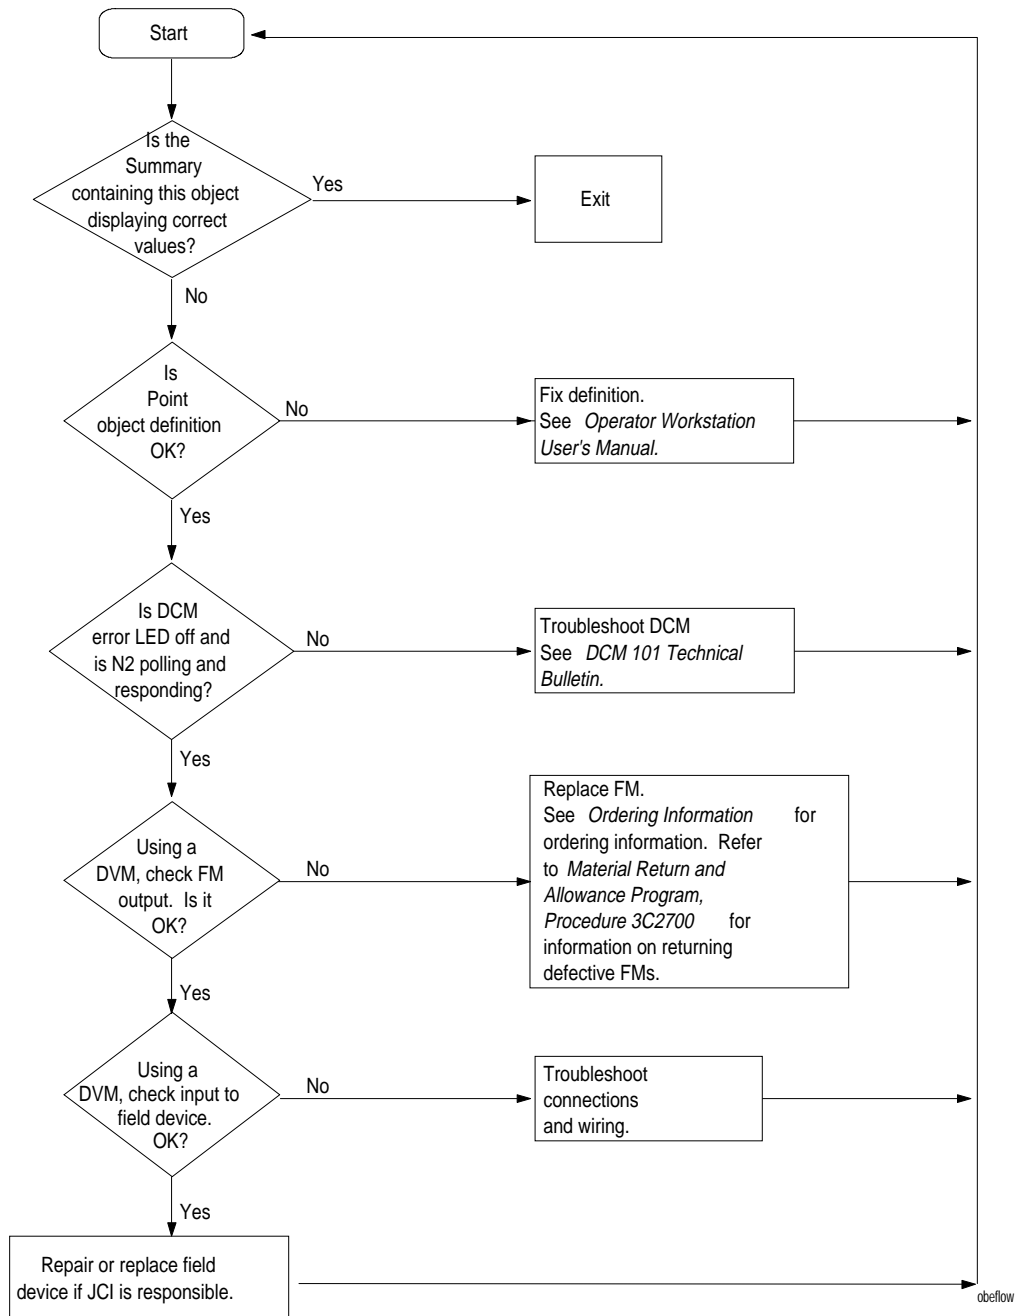 Start
Is the
Summary
containing this object
displaying correct
values?
Yes
Exit
No
Is
Point
object definition
OK?
No
Fix definition.
See Operator Workstation
User's Manual.
Yes
Is DCM
error LED off and
is N2 polling and
responding?
No
Troubleshoot DCM
See DCM 101 Technical
Bulletin.
Yes
Using a
DVM, check FM
output. Is it
OK?
No
Replace FM.
See Ordering Information for
ordering information. Refer
to Material Return and
Allowance Program,
Procedure 3C2700 for
information on returning
defective FMs.
Yes
Using a
DVM, check input to
field device.
OK?
No
Troubleshoot
connections
and wiring.
Yes
Repair or replace field
device if JCI is responsible.
obeflow